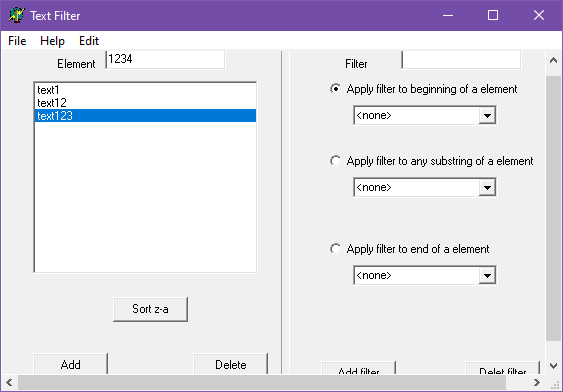 Text Filter
File Help Edit
Element 1234
text1
text12
text123
Sort z-a
Add Delete
Filter
Apply filter to beginning of a element
<none>
Apply filter to any substring of a element
<none>
Apply filter to end of a element
<none>
Add filter Delet filter